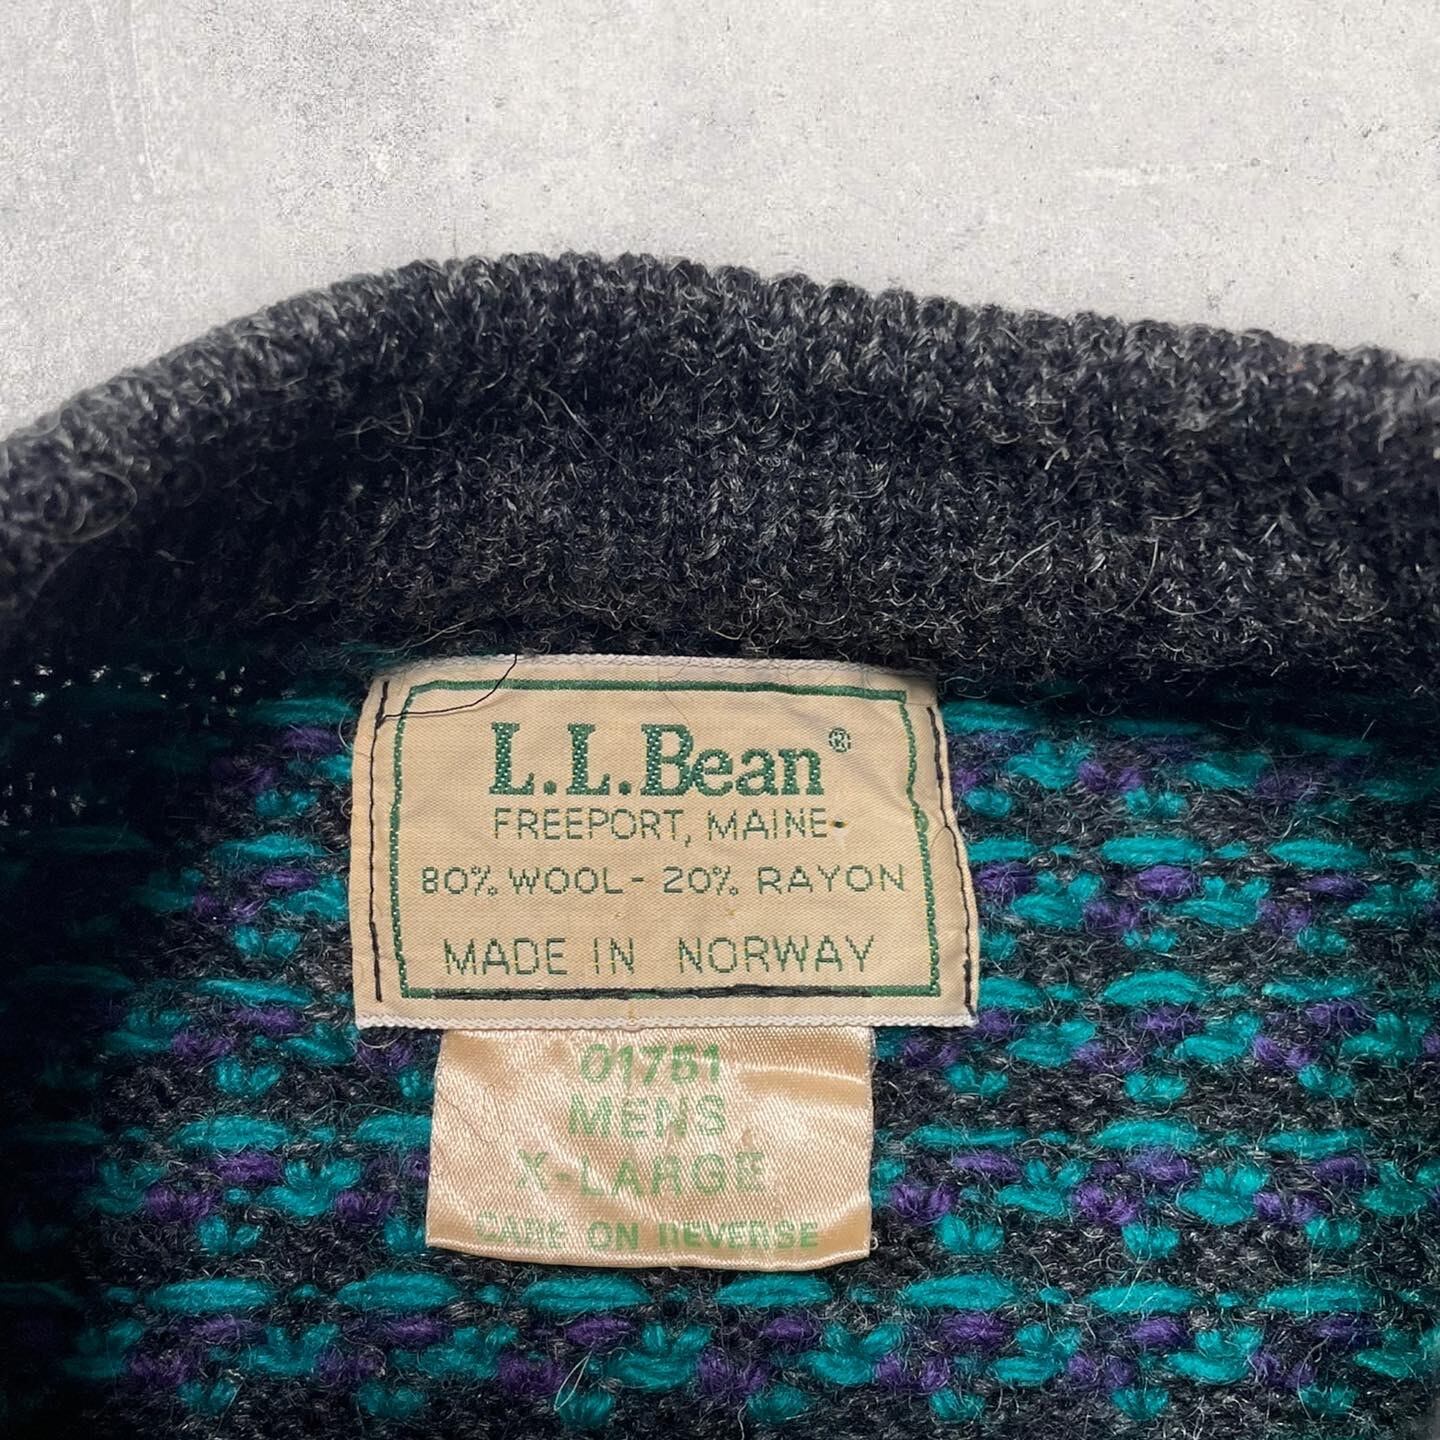 L.L.Bean®
FREEPORT, MAINE
80% WOOL - 20% RAYON
MADE IN NORWAY
01751
MENS
X-LARGE
CARE ON REVERSE